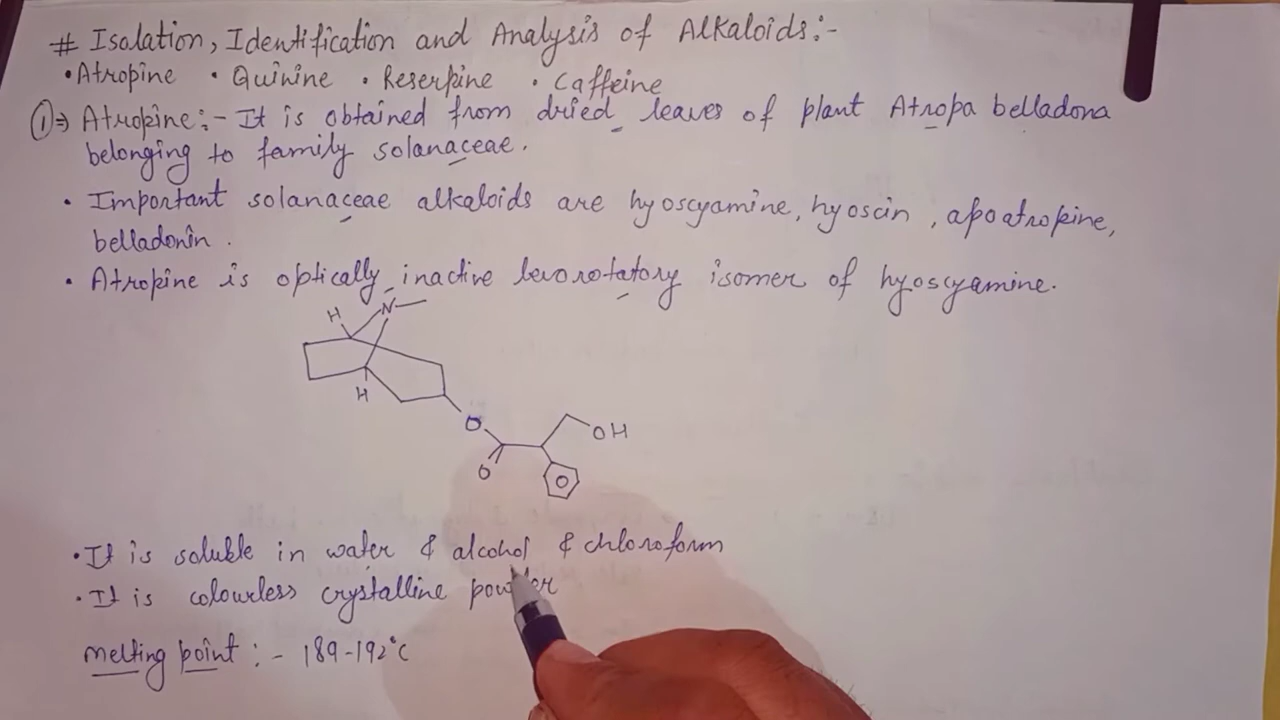 # Isolation, Identification and Analysis of Alkaloids:-
• Atropine • Quinine • Reserpine • Caffeine
①⇒ Atropine:- It is obtained from dried leaves of plant Atropa belladona
belonging to family solanaceae.
• Important solanaceae alkaloids are hyoscyamine, hyoscin, apoatropine,
belladonin.
• Atropine is optically inactive levorotatory isomer of hyoscyamine.
H
N
H
O
OH
O
• It is soluble in water & alcohol & chloroform
• It is colourless crystalline powder
melting point :- 189-192°C